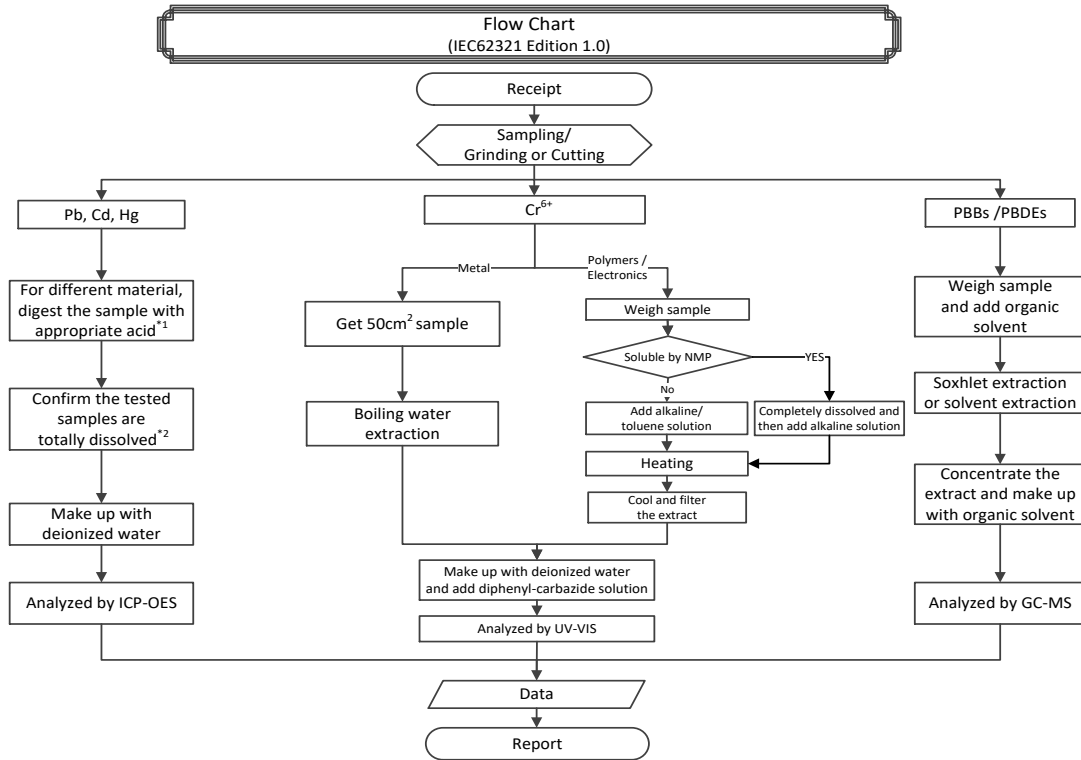 Flow Chart
(IEC62321 Edition 1.0)
Receipt
Sampling/
Grinding or Cutting
Pb, Cd, Hg
For different material,
digest the sample with
appropriate acid*1
Confirm the tested
samples are
totally dissolved*2
Make up with
deionized water
Analyzed by ICP-OES
Cr6+
Metal
Get 50cm2 sample
Boiling water
extraction
Polymers /
Electronics
Weigh sample
Soluble by NMP
YES
No
Add alkaline/
toluene solution
Completely dissolved and
then add alkaline solution
Heating
Cool and filter
the extract
Make up with deionized water
and add diphenyl-carbazide solution
Analyzed by UV-VIS
PBBs /PBDEs
Weigh sample
and add organic
solvent
Soxhlet extraction
or solvent extraction
Concentrate the
extract and make up
with organic solvent
Analyzed by GC-MS
Data
Report